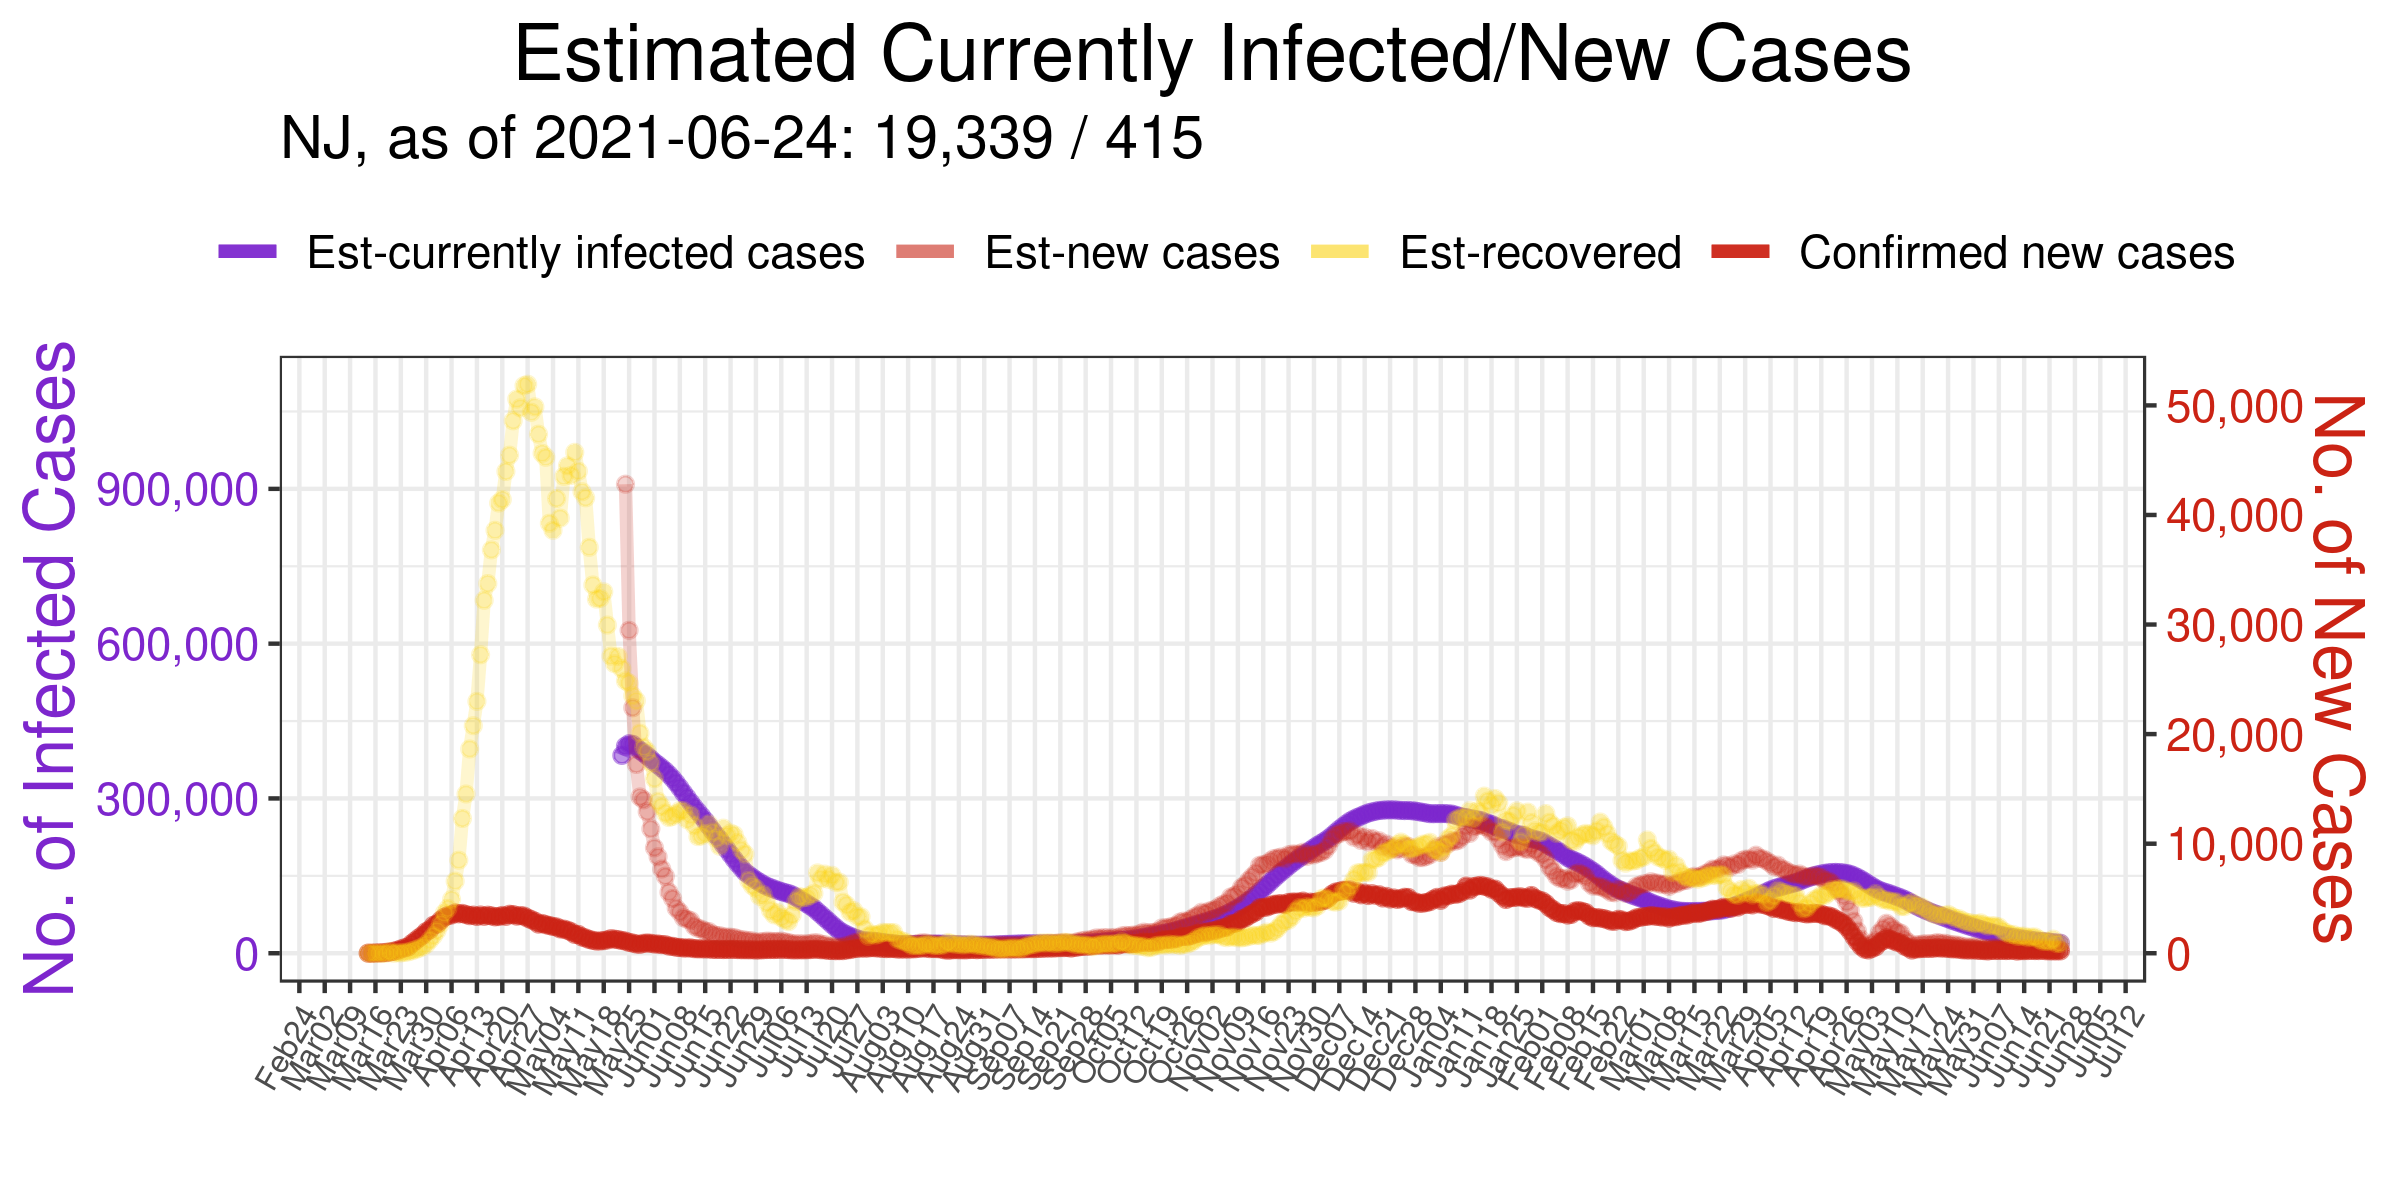 Estimated Currently Infected/New Cases
NJ, as of 2021-06-24: 19,339 / 415
Est-currently infected cases
Est-new cases
Est-recovered
Confirmed new cases
No. of Infected Cases
900,000
600,000
300,000
0
50,000
40,000
30,000
20,000
10,000
0
No. of New Cases
Feb24
Mar02
Mar09
Mar16
Mar23
Mar30
Apr06
Apr13
Apr20
Apr27
May04
May11
May18
May25
Jun01
Jun08
Jun15
Jun22
Jun29
Jul06
Jul13
Jul20
Jul27
Aug03
Aug10
Aug17
Aug24
Aug31
Sep07
Sep14
Sep21
Sep28
Oct05
Oct12
Oct19
Oct26
Nov02
Nov09
Nov16
Nov23
Nov30
Dec07
Dec14
Dec21
Dec28
Jan04
Jan11
Jan18
Jan25
Feb01
Feb08
Feb15
Feb22
Mar01
Mar08
Mar15
Mar22
Mar29
Apr05
Apr12
Apr19
Apr26
May03
May10
May17
May24
May31
Jun07
Jun14
Jun21
Jun28
Jul05
Jul12